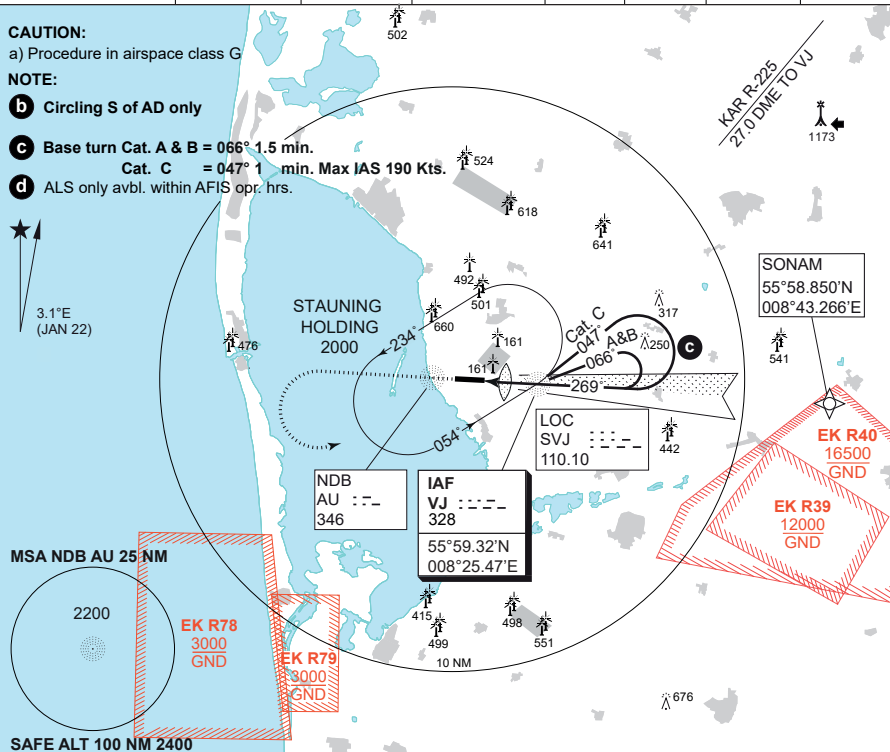 CAUTION:
a) Procedure in airspace class G
NOTE:
b Circling S of AD only
c Base turn Cat. A & B = 066° 1.5 min.
Cat. C = 047° 1 min. Max IAS 190 Kts.
d ALS only avbl. within AFIS opr. hrs.
3.1°E
(JAN 22)
502
KAR R-225
27.0 DME TO VJ
1173
524
618
641
492
501
660
476
STAUNING
HOLDING
2000
234°
054°
161
161
Cat. C
047°
A&B
066°
269°
317
250
c
SONAM
55°58.850'N
008°43.266'E
541
442
LOC
SVJ
110.10
NDB
AU
346
IAF
VJ
328
55°59.32'N
008°25.47'E
EK R40
16500
GND
EK R39
12000
GND
MSA NDB AU 25 NM
2200
EK R78
3000
GND
EK R79
3000
GND
415
499
498
551
10 NM
676
SAFE ALT 100 NM 2400